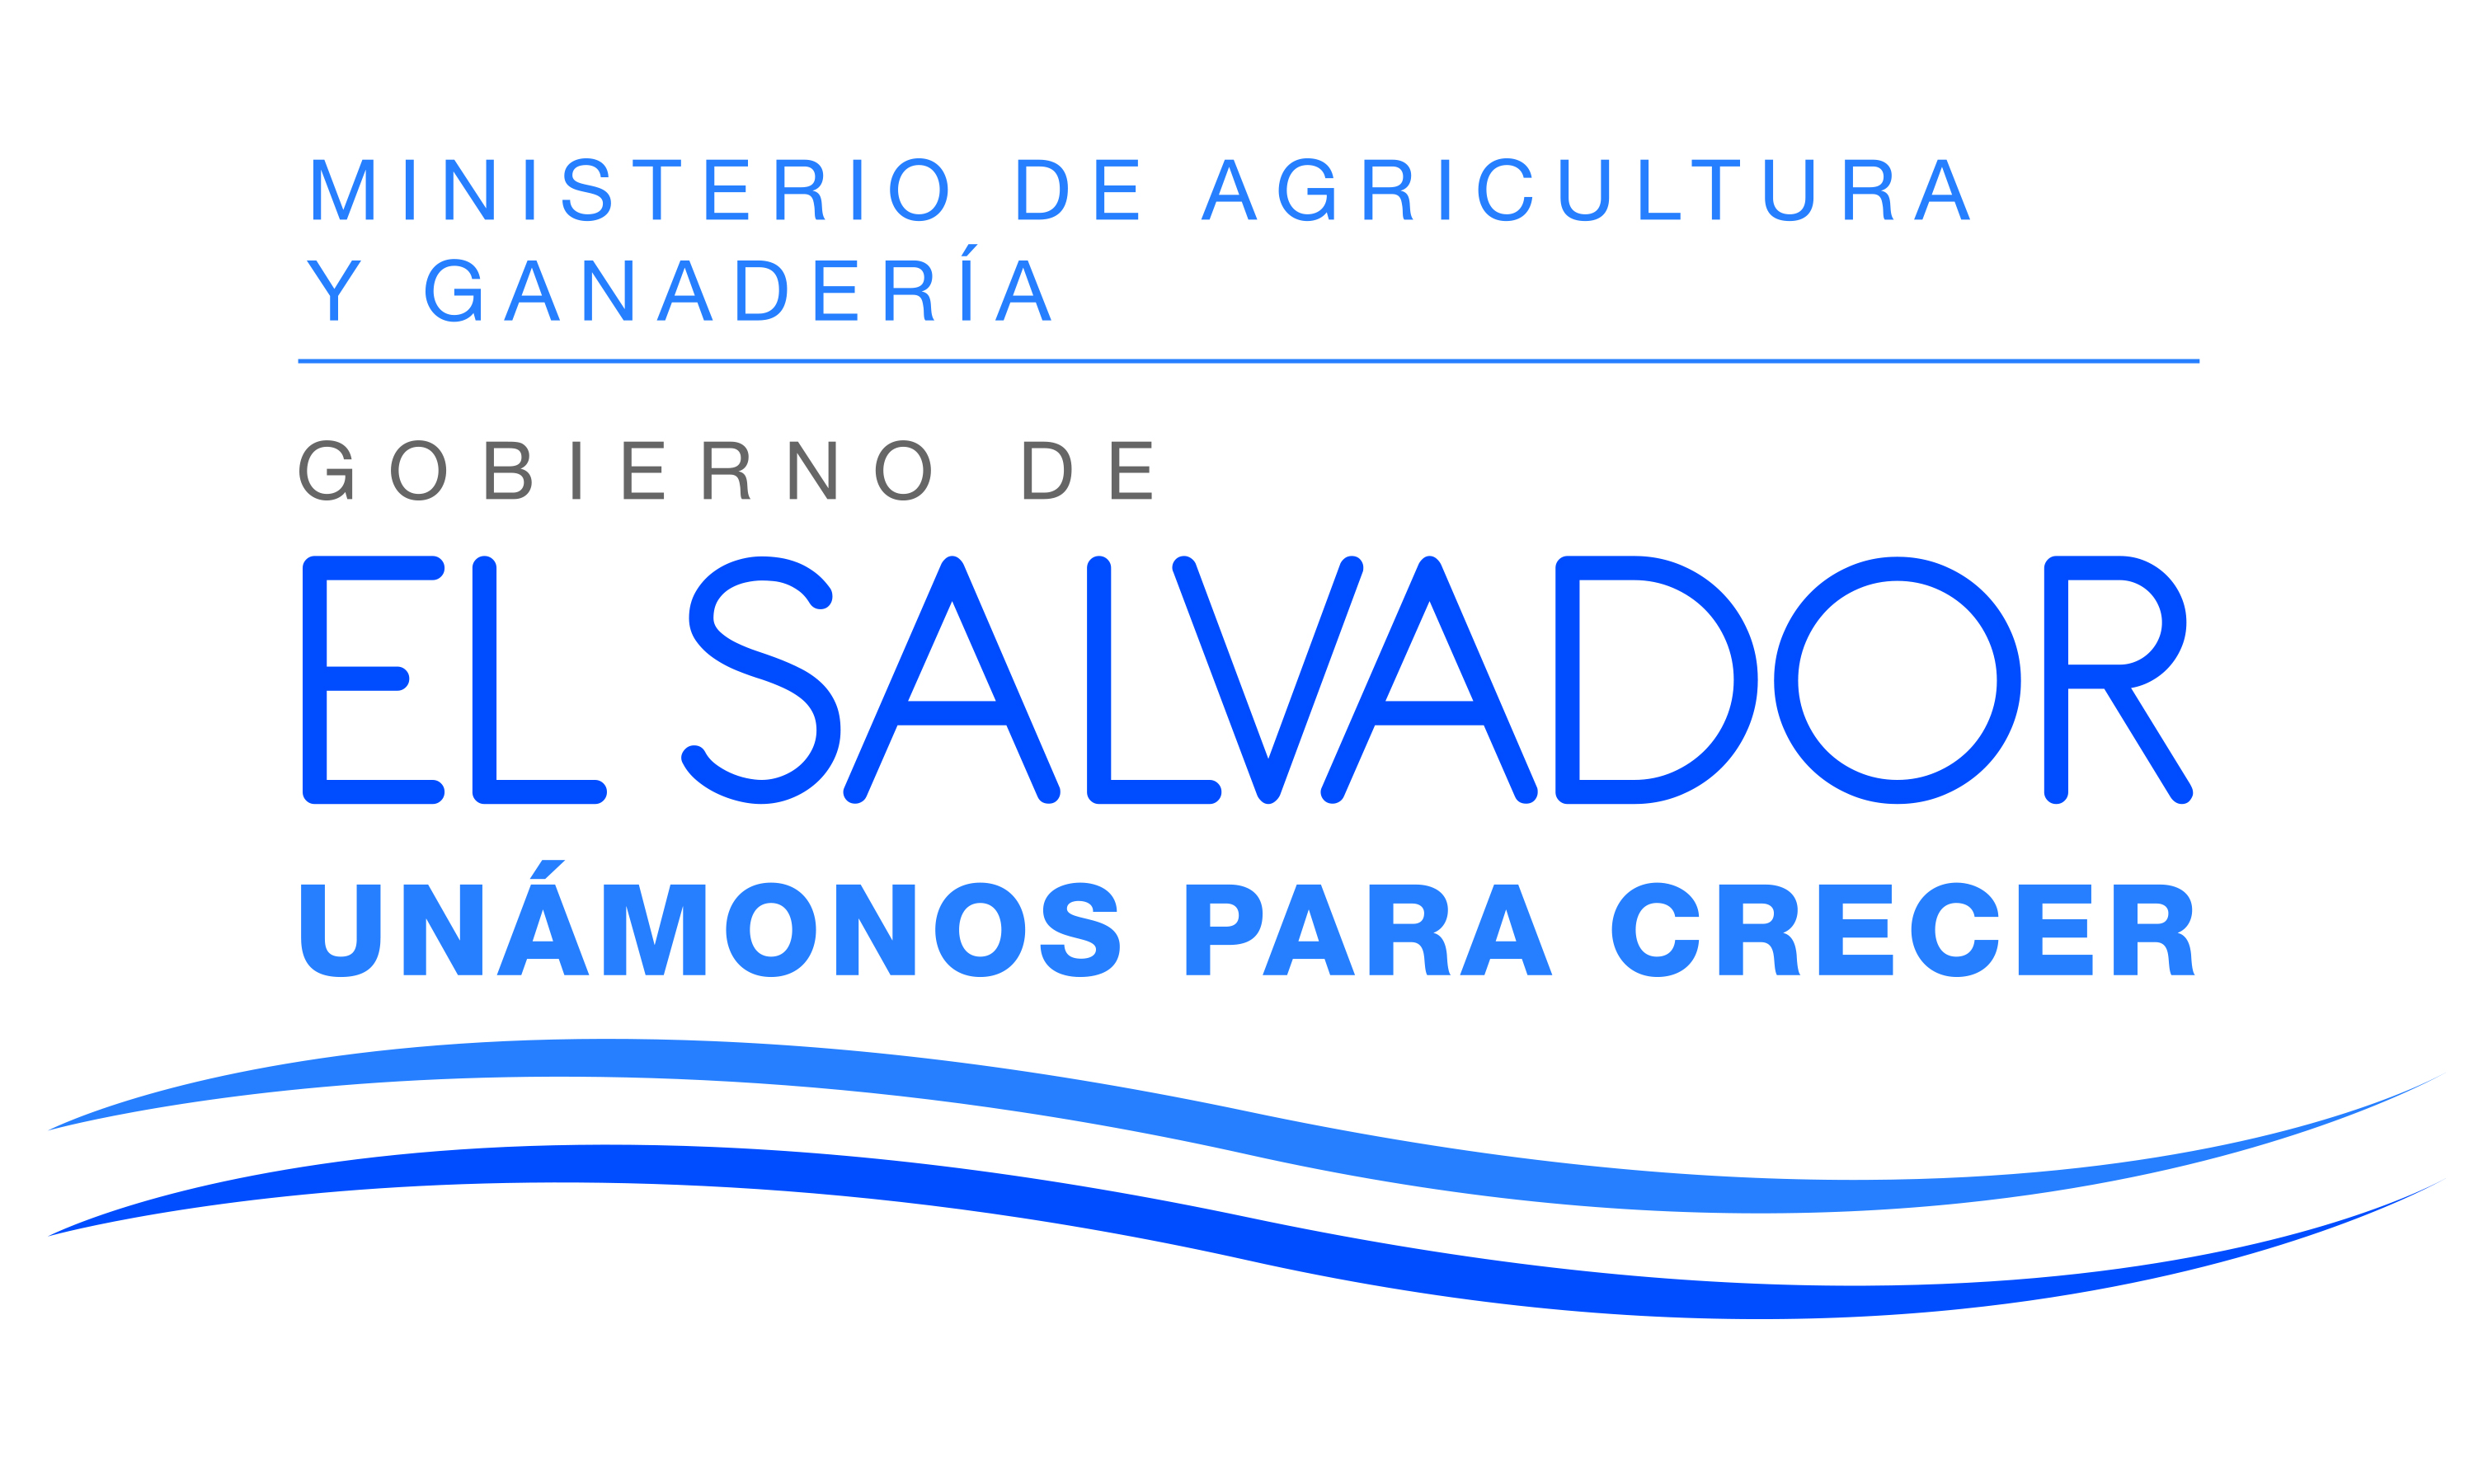 MINISTERIO DE AGRICULTURA
Y GANADERÍA
GOBIERNO DE
EL SALVADOR
UNÁMONOS PARA CRECER